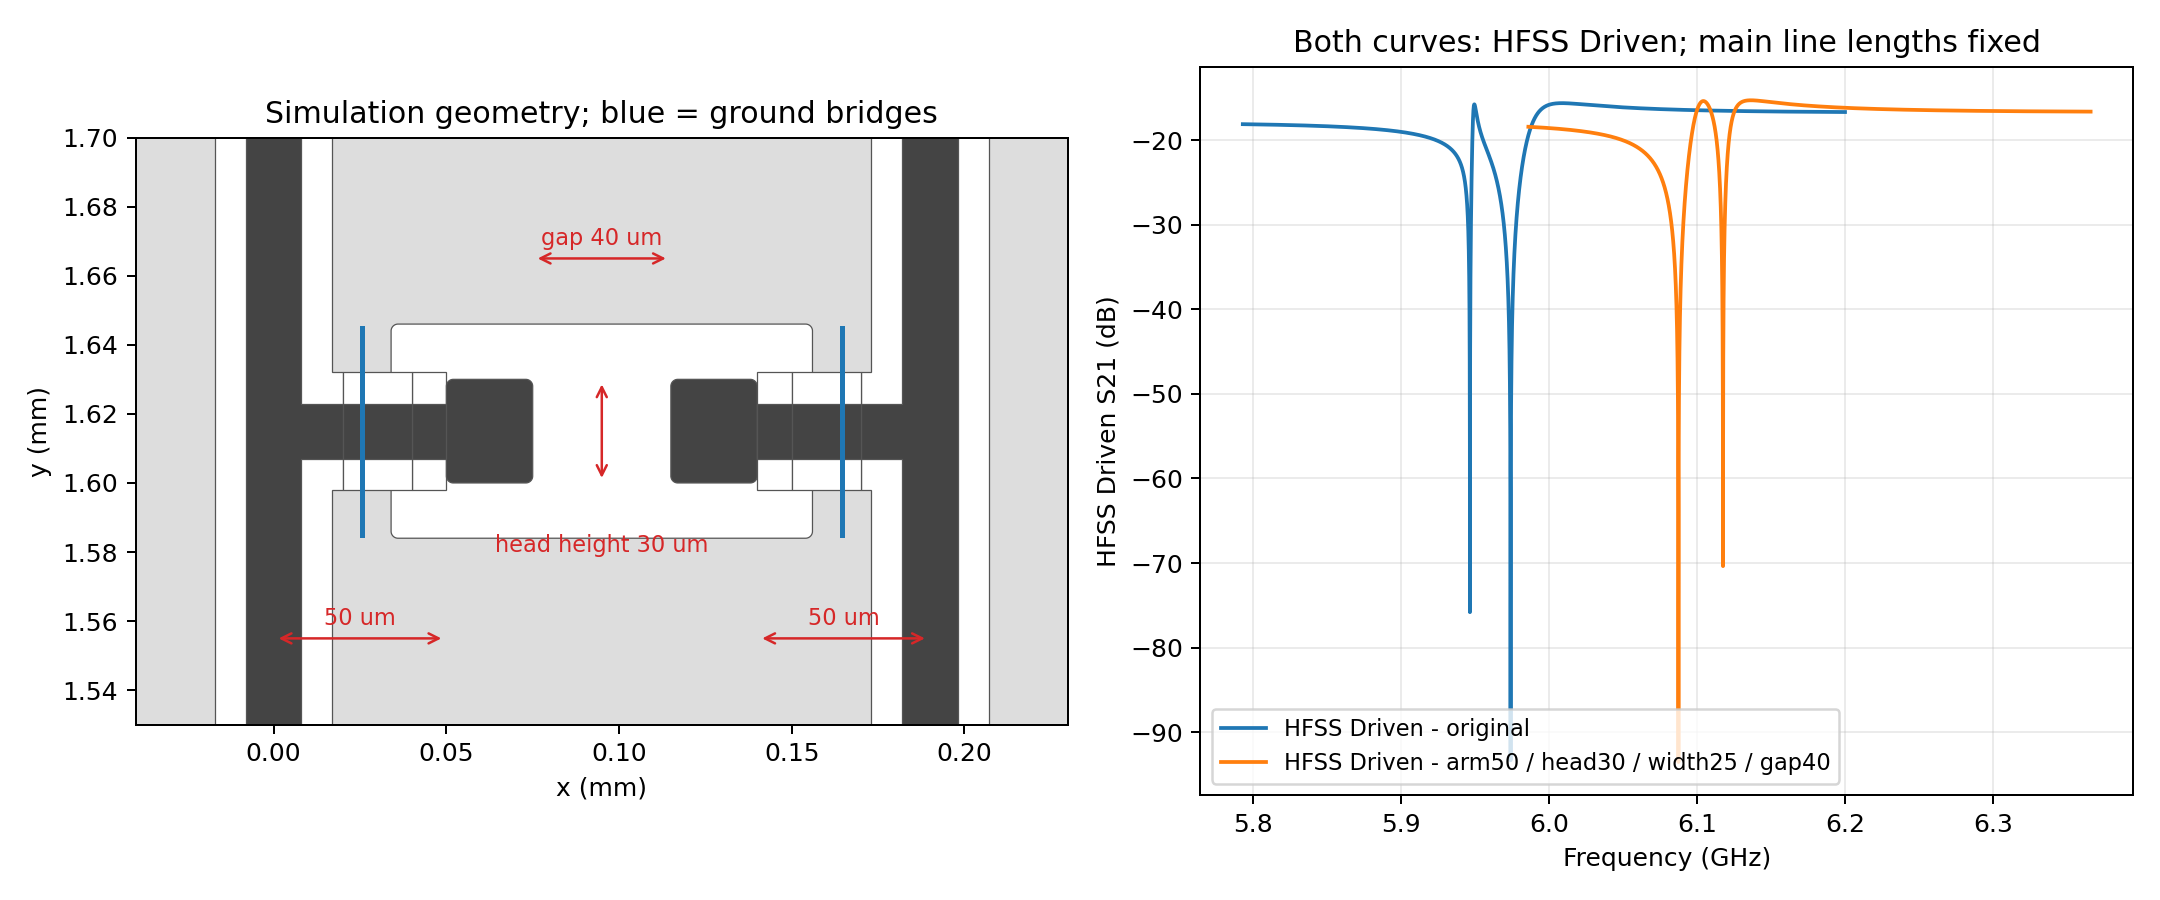 Simulation geometry; blue = ground bridges
1.70
1.68
1.66
1.64
1.62
1.60
1.58
1.56
1.54
y (mm)
gap 40 um
head height 30 um
50 um
50 um
0.00
0.05
0.10
0.15
0.20
x (mm)
Both curves: HFSS Driven; main line lengths fixed
−20
−30
−40
−50
−60
−70
−80
−90
HFSS Driven S21 (dB)
HFSS Driven - original
HFSS Driven - arm50 / head30 / width25 / gap40
5.8
5.9
6.0
6.1
6.2
6.3
Frequency (GHz)